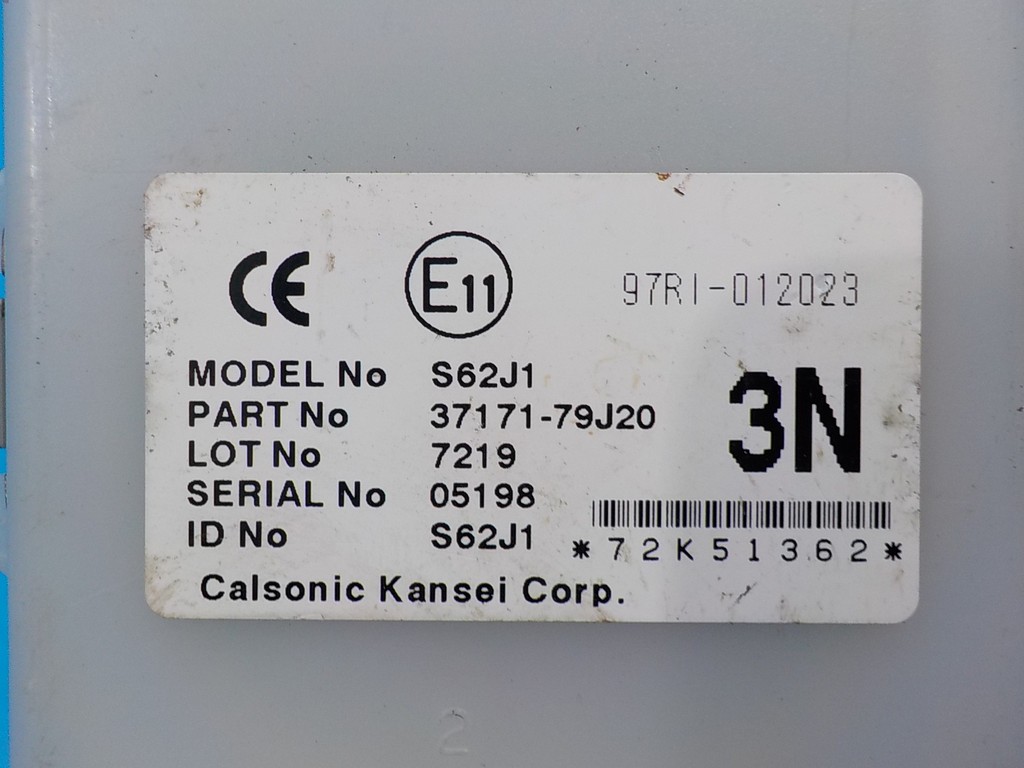 CE E11 97RI-012023
MODEL No S62J1
PART No 37171-79J20
LOT No 7219
SERIAL No 05198
ID No S62J1
3N
*72K51362*
Calsonic Kansei Corp.
2